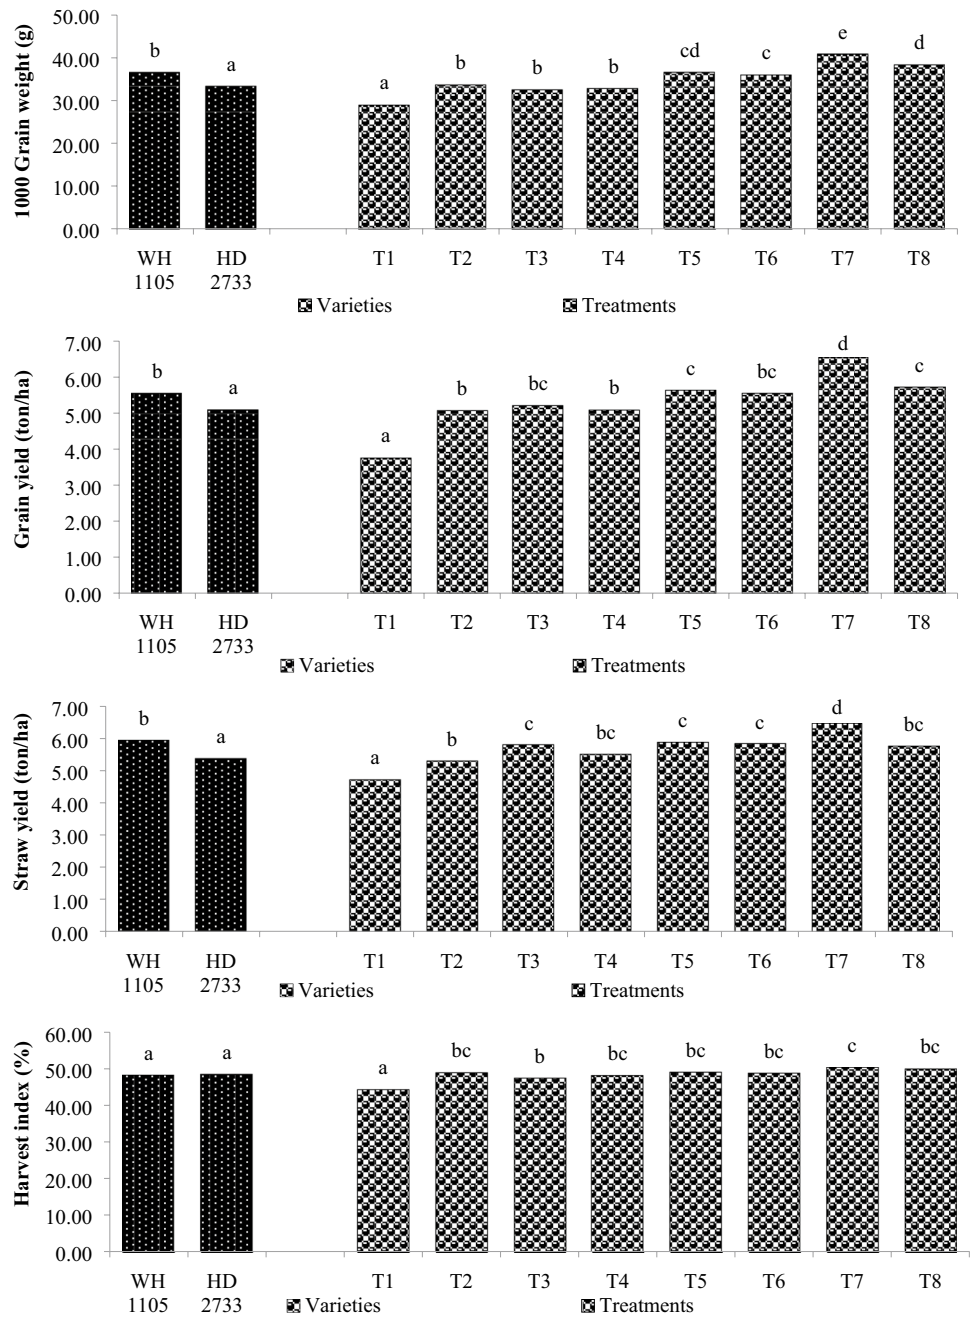 1000 Grain weight (g)
50.00
40.00
30.00
20.00
10.00
0.00
b a a b b b cd c e d
WH 1105 HD 2733 T1 T2 T3 T4 T5 T6 T7 T8
Varieties Treatments
Grain yield (ton/ha)
7.00
6.00
5.00
4.00
3.00
2.00
1.00
0.00
b a a b bc b c bc d c
WH 1105 HD 2733 T1 T2 T3 T4 T5 T6 T7 T8
Varieties Treatments
Straw yield (ton/ha)
7.00
6.00
5.00
4.00
3.00
2.00
1.00
0.00
b a a b c bc c c d bc
WH 1105 HD 2733 T1 T2 T3 T4 T5 T6 T7 T8
Varieties Treatments
Harvest index (%)
60.00
50.00
40.00
30.00
20.00
10.00
0.00
a a a bc b bc bc bc c bc
WH 1105 HD 2733 T1 T2 T3 T4 T5 T6 T7 T8
Varieties Treatments